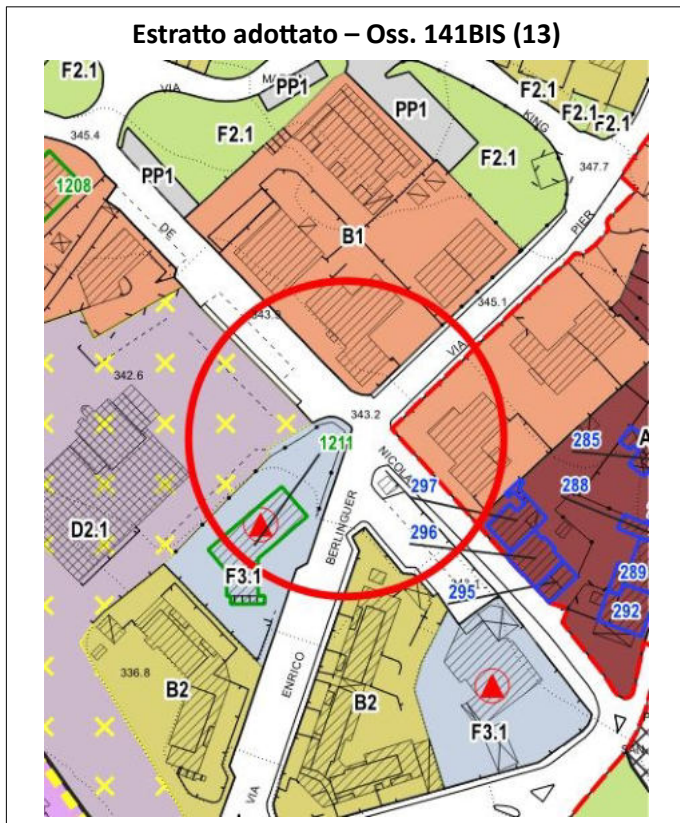 Estratto adottato – Oss. 141BIS (13)
F2.1
VIA
PP1
PP1
F2.1
F2.1
F2.1
F2.1
KING
345.4
F2.1
347.7
PP1
1208
DE
B1
PIER
345.1
343.3
VIA
342.6
343.2
1211
285
NICOLA
297
288
296
D2.1
BERLINGUER
F3.1
295
289
292
336.8
ENRICO
B2
B2
F3.1
VIA